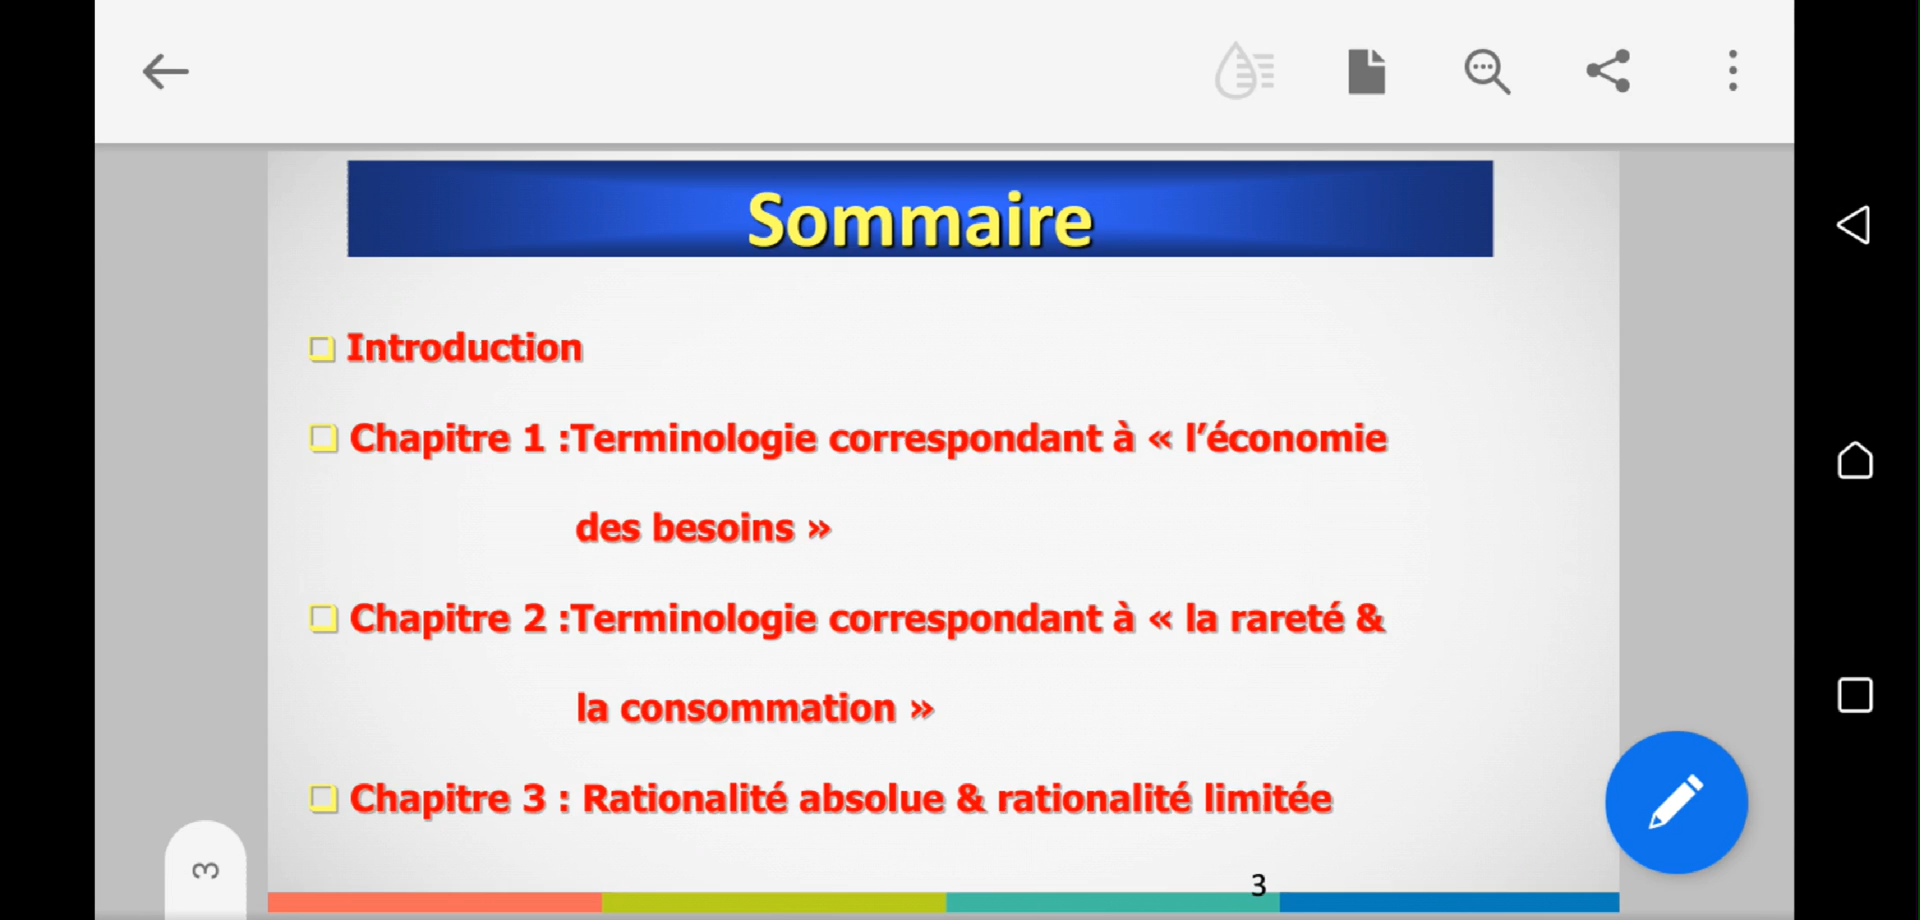 Sommaire
Introduction
Chapitre 1 :Terminologie correspondant à « l’économie
des besoins »
Chapitre 2 :Terminologie correspondant à « la rareté &
la consommation »
Chapitre 3 : Rationalité absolue & rationalité limitée
3
3